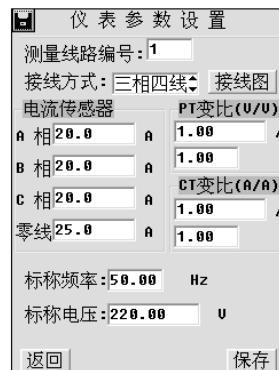 仪表参数设置
测量线路编号:1
接线方式:三相四线 接线图
电流传感器 PT变比(V/V)
A 相 20.0 A 1.00 /
B 相 20.0 A 1.00
C 相 20.0 A CT变比(A/A)
1.00 /
零线 25.0 A 1.00
标称频率:50.00 Hz
标称电压:220.00 V
返回 保存